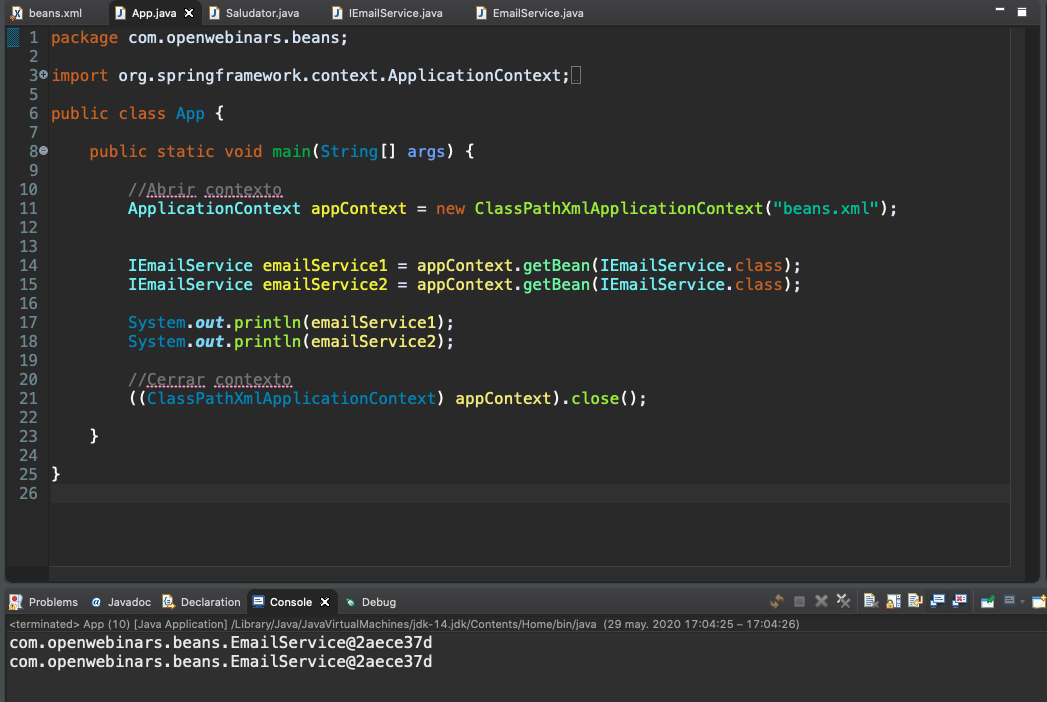 beans.xml App.java Saludator.java IEmailService.java EmailService.java
1 package com.openwebinars.beans;
2
3 import org.springframework.context.ApplicationContext;
5
6 public class App {
7
8 public static void main(String[] args) {
9
10 //Abrir contexto
11 ApplicationContext appContext = new ClassPathXmlApplicationContext("beans.xml");
12
13
14 IEmailService emailService1 = appContext.getBean(IEmailService.class);
15 IEmailService emailService2 = appContext.getBean(IEmailService.class);
16
17 System.out.println(emailService1);
18 System.out.println(emailService2);
19
20 //Cerrar contexto
21 ((ClassPathXmlApplicationContext) appContext).close();
22
23 }
24
25 }
26
Problems Javadoc Declaration Console Debug
<terminated> App (10) [Java Application] /Library/Java/JavaVirtualMachines/jdk-14.jdk/Contents/Home/bin/java (29 may. 2020 17:04:25 – 17:04:26)
com.openwebinars.beans.EmailService@2aece37d
com.openwebinars.beans.EmailService@2aece37d